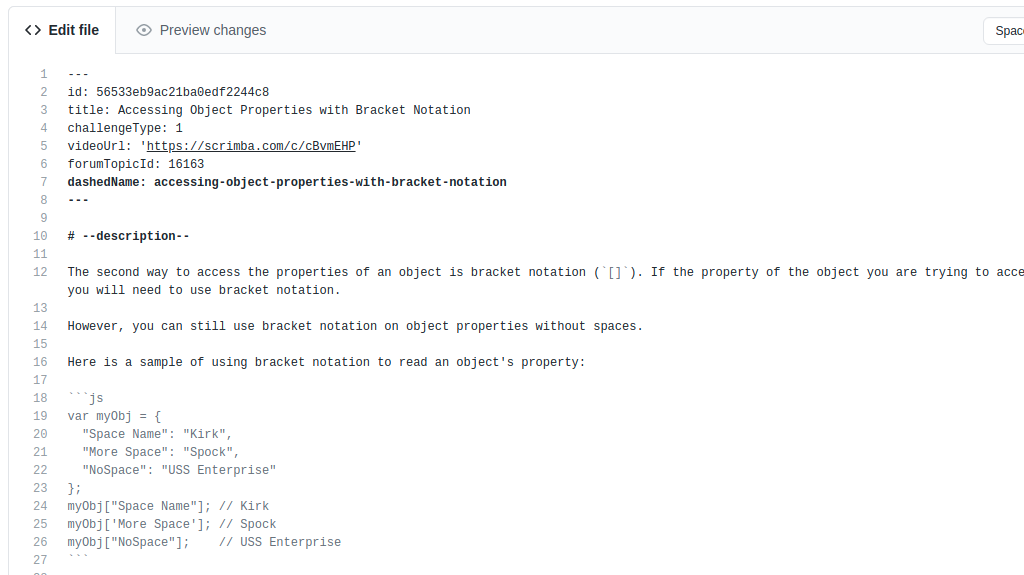 Edit file
Preview changes
Spac
1 ---
2 id: 56533eb9ac21ba0edf2244c8
3 title: Accessing Object Properties with Bracket Notation
4 challengeType: 1
5 videoUrl: 'https://scrimba.com/c/cBvmEHP'
6 forumTopicId: 16163
7 dashedName: accessing-object-properties-with-bracket-notation
8 ---
9
10 # --description--
11
12 The second way to access the properties of an object is bracket notation (`[]`). If the property of the object you are trying to acce
you will need to use bracket notation.
13
14 However, you can still use bracket notation on object properties without spaces.
15
16 Here is a sample of using bracket notation to read an object's property:
17
18 ```js
19 var myObj = {
20   "Space Name": "Kirk",
21   "More Space": "Spock",
22   "NoSpace": "USS Enterprise"
23 };
24 myObj["Space Name"]; // Kirk
25 myObj['More Space']; // Spock
26 myObj["NoSpace"];    // USS Enterprise
27 ```